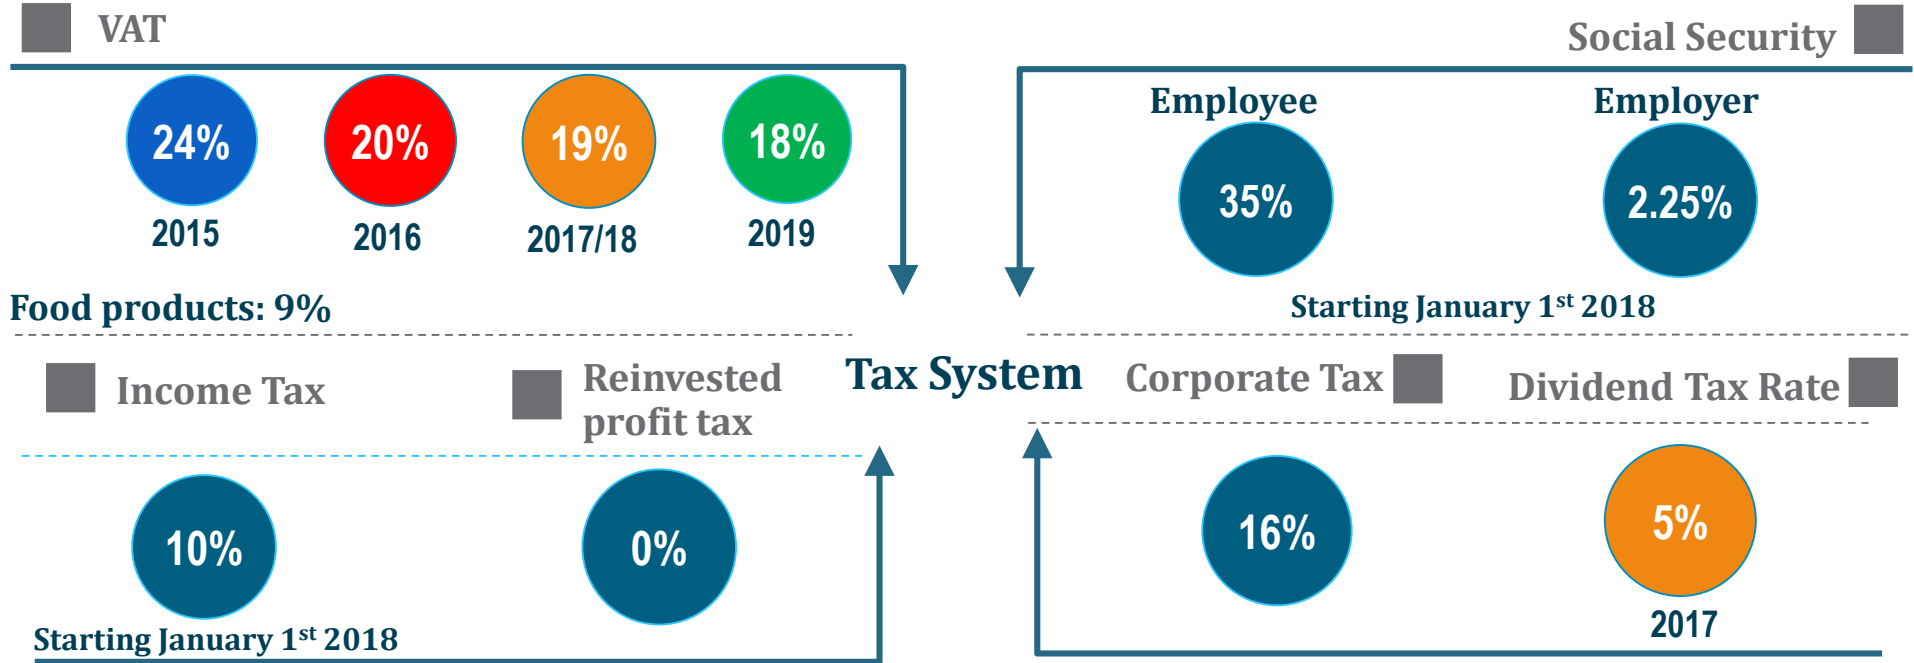 VAT
24%
20%
19%
18%
2015
2016
2017/18
2019
Food products: 9%
Social Security
Employee
Employer
35%
2.25%
Starting January 1st 2018
Tax System
Income Tax
Reinvested
profit tax
10%
0%
Starting January 1st 2018
Corporate Tax
Dividend Tax Rate
16%
5%
2017